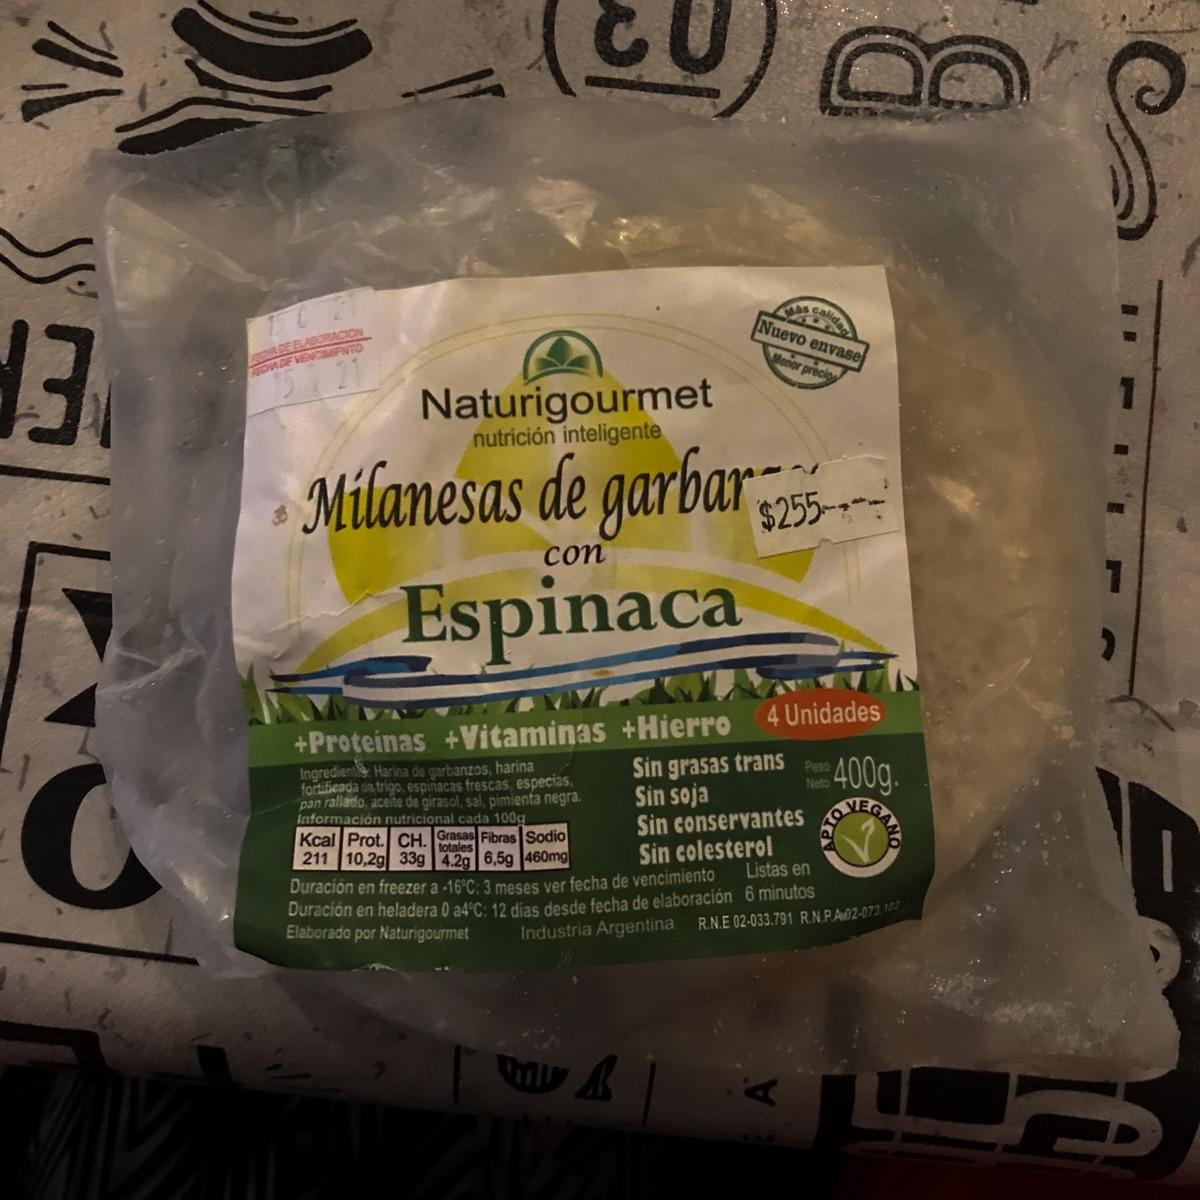 FECHA DE ELABORACION
FECHA DE VENCIMIENTO
Más calidad
Nuevo envase
Menor precio
Naturigourmet
nutrición inteligente
Milanesas de garban
$255
con
Espinaca
+Proteínas +Vitaminas +Hierro
4 Unidades
Ingredientes: Harina de garbanzos, harina
fortificada de trigo, espinacas frescas, especias,
pan rallado, aceite de girasol, sal, pimienta negra.
Información nutricional cada 100g
Kcal Prot. CH. Grasas totales Fibras Sodio
211 10,2g 33g 4.2g 6,5g 460mg
Sin grasas trans
Sin soja
Sin conservantes
Sin colesterol
Peso Neto 400g.
APTO VEGANO
Duración en freezer a -16ºC: 3 meses ver fecha de vencimiento
Duración en heladera 0 a4ºC: 12 dias desde fecha de elaboración
Listas en
6 minutos
Elaborado por Naturigourmet
Industria Argentina
R.N.E 02-033.791 R.N.P.A 02-073.102